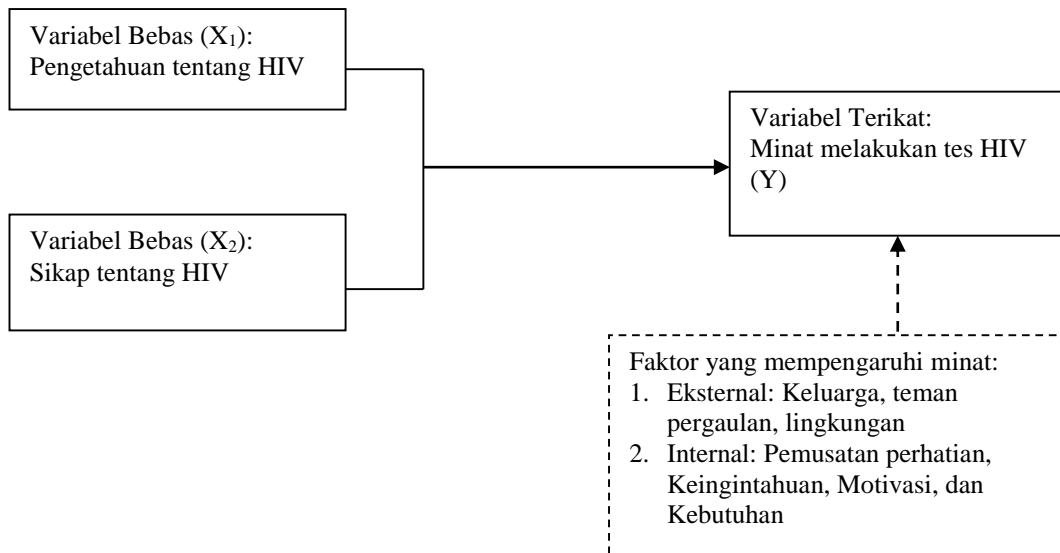 Variabel Bebas (X₁):
Pengetahuan tentang HIV
Variabel Terikat:
Minat melakukan tes HIV
(Y)
Variabel Bebas (X₂):
Sikap tentang HIV
Faktor yang mempengaruhi minat:
1. Eksternal: Keluarga, teman
pergaulan, lingkungan
2. Internal: Pemusatan perhatian,
Keingintahuan, Motivasi, dan
Kebutuhan